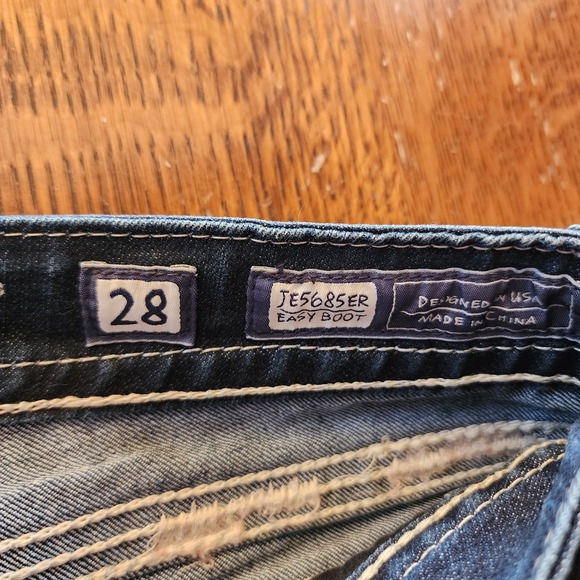 28
JE5685ER
EASY BOOT
DESIGNED IN USA
MADE IN CHINA